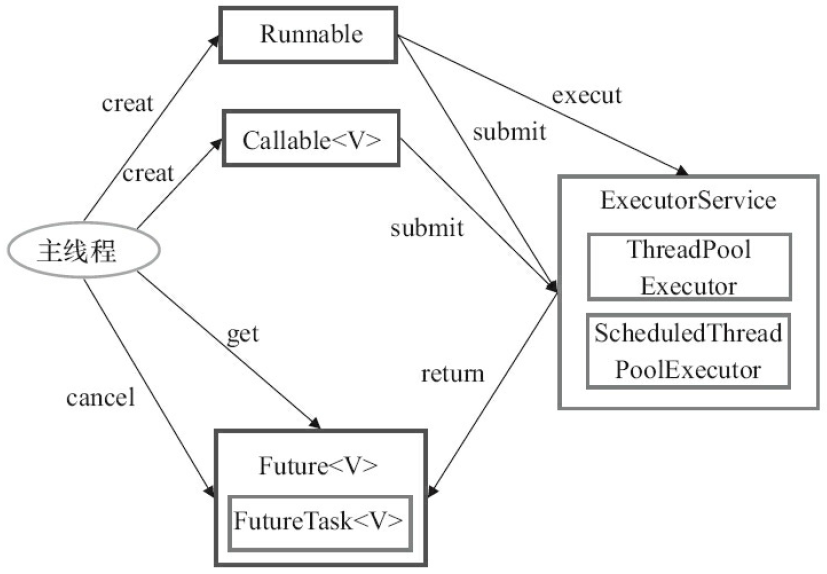 Runnable
creat
execut
submit
Callable<V>
creat
submit
ExecutorService
ThreadPool
Executor
ScheduledThread
PoolExecutor
主线程
get
return
cancel
Future<V>
FutureTask<V>